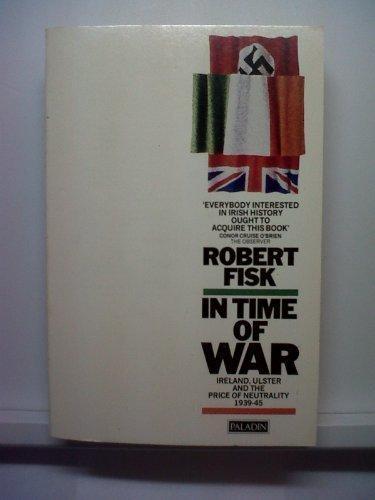 'EVERYBODY INTERESTED
IN IRISH HISTORY
OUGHT TO
ACQUIRE THIS BOOK'
CONOR CRUISE O'BRIEN
THE OBSERVER
ROBERT
FISK
IN TIME
OF
WAR
IRELAND, ULSTER
AND THE
PRICE OF NEUTRALITY
1939-45
PALADIN